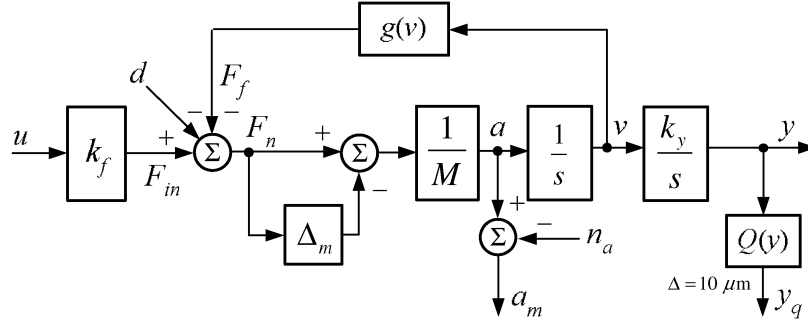 g(v)
d
−
−
F_f
u
k_f
+
F_in
Σ
F_n
+
Σ
−
Δ_m
1
M
a
1
s
v
k_y
s
y
+
−
Σ
n_a
a_m
Q(y)
Δ = 10 μm
y_q